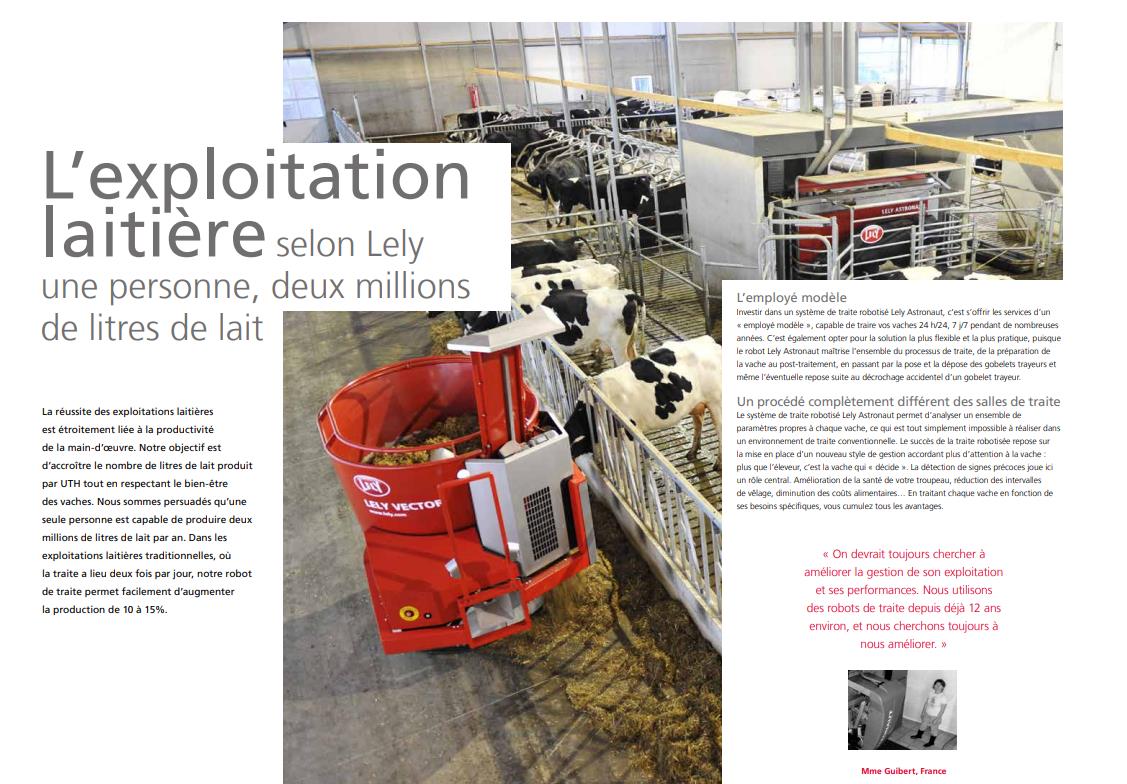 L'exploitation
laitière selon Lely
une personne, deux millions
de litres de lait
La réussite des exploitations laitières
est étroitement liée à la productivité
de la main-d'œuvre. Notre objectif est
d'accroître le nombre de litres de lait produit
par UTH tout en respectant le bien-être
des vaches. Nous sommes persuadés qu'une
seule personne est capable de produire deux
millions de litres de lait par an. Dans les
exploitations laitières traditionnelles, où
la traite a lieu deux fois par jour, notre robot
de traite permet facilement d'augmenter
la production de 10 à 15%.
LELY
LELY VECTOR
www.lely.com
LELY ASTRONAUT
LELY
L'employé modèle
Investir dans un système de traite robotisé Lely Astronaut, c'est s'offrir les services d'un
« employé modèle », capable de traire vos vaches 24 h/24, 7 j/7 pendant de nombreuses
années. C'est également opter pour la solution la plus flexible et la plus pratique, puisque
le robot Lely Astronaut maîtrise l'ensemble du processus de traite, de la préparation de
la vache au post-traitement, en passant par la pose et la dépose des gobelets trayeurs et
même l'éventuelle repose suite au décrochage accidentel d'un gobelet trayeur.
Un procédé complètement différent des salles de traite
Le système de traite robotisé Lely Astronaut permet d'analyser un ensemble de
paramètres propres à chaque vache, ce qui est tout simplement impossible à réaliser dans
un environnement de traite conventionnelle. Le succès de la traite robotisée repose sur
la mise en place d'un nouveau style de gestion accordant plus d'attention à la vache :
plus que l'éleveur, c'est la vache qui « décide ». La détection de signes précoces joue ici
un rôle central. Amélioration de la santé de votre troupeau, réduction des intervalles
de vêlage, diminution des coûts alimentaires… En traitant chaque vache en fonction de
ses besoins spécifiques, vous cumulez tous les avantages.
« On devrait toujours chercher à
améliorer la gestion de son exploitation
et ses performances. Nous utilisons
des robots de traite depuis déjà 12 ans
environ, et nous cherchons toujours à
nous améliorer. »
Mme Guibert, France